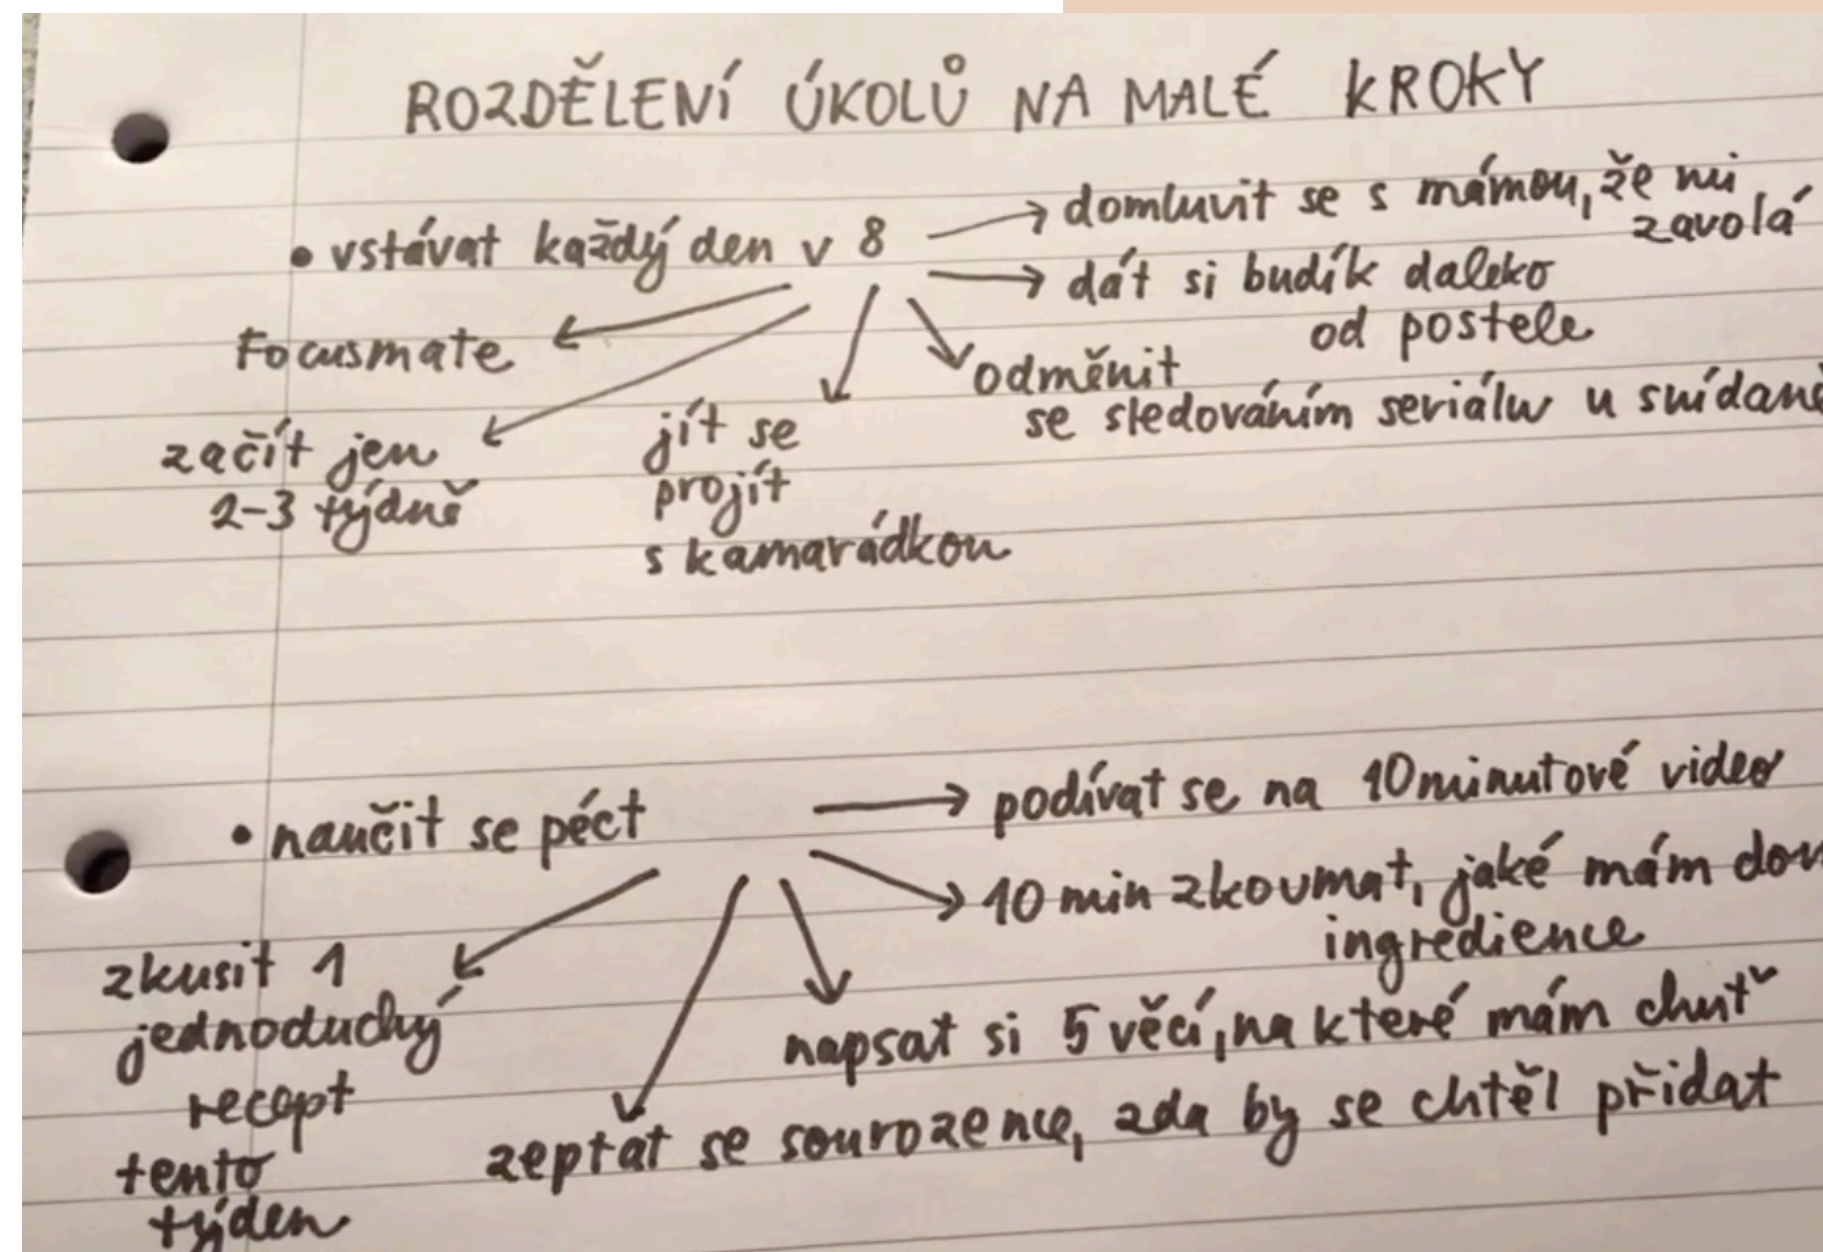 ROZDĚLENÍ ÚKOLŮ NA MALÉ KROKY
• vstávat každý den v 8
domluvit se s mámou, že mi
zavolá
dát si budík daleko
od postele
odměnit
se sledováním seriálu u snídaně
jít se
projít
s kamarádkou
Focusmate
začít jen
2-3 týdně
• naučit se péct
podívat se na 10minutové video
10 min zkoumat, jaké mám
ingredience
napsat si 5 věcí, na které mám chuť
zeptat se sourozence, zda by se chtěl přidat
zkusit 1
jednoduchý
recept
tento
týden